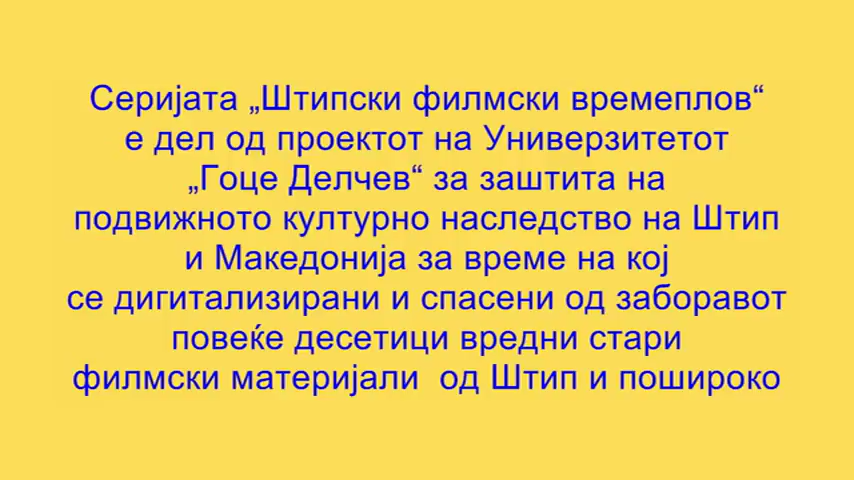 Серијата „Штипски филмски времеплов“
е дел од проектот на Универзитетот
„Гоце Делчев“ за заштита на
подвижното културно наследство на Штип
и Македонија за време на кој
се дигитализирани и спасени од заборавот
повеќе десетици вредни стари
филмски материјали од Штип и пошироко